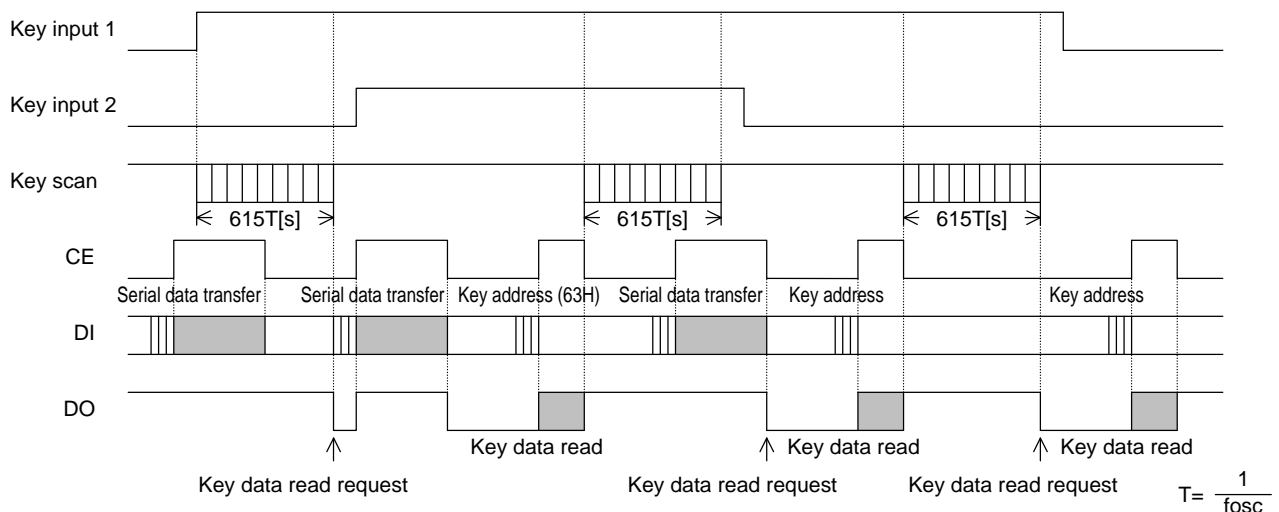 Key input 1
Key input 2
Key scan
615T[s] 615T[s] 615T[s]
CE
Serial data transfer Serial data transfer Key address (63H) Serial data transfer Key address Key address
DI
DO
Key data read Key data read Key data read
Key data read request Key data read request Key data read request
T= 1
fosc